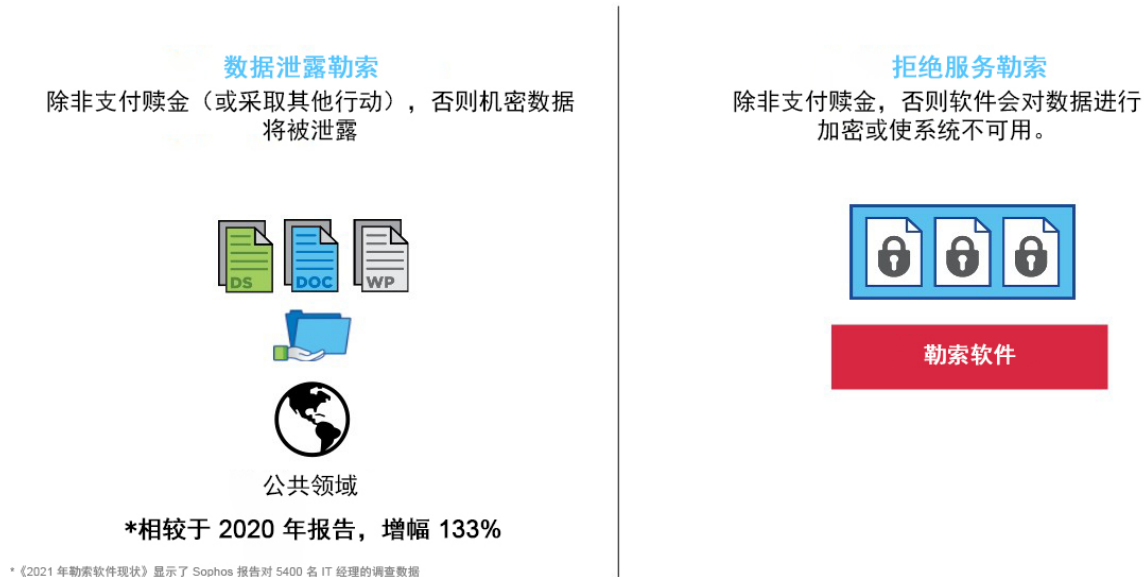 数据泄露勒索
除非支付赎金（或采取其他行动），否则机密数据
将被泄露
DS
DOC
WP
公共领域
*相较于 2020 年报告，增幅 133%
*《2021 年勒索软件现状》显示了 Sophos 报告对 5400 名 IT 经理的调查数据
拒绝服务勒索
除非支付赎金，否则软件会对数据进行
加密或使系统不可用。
勒索软件